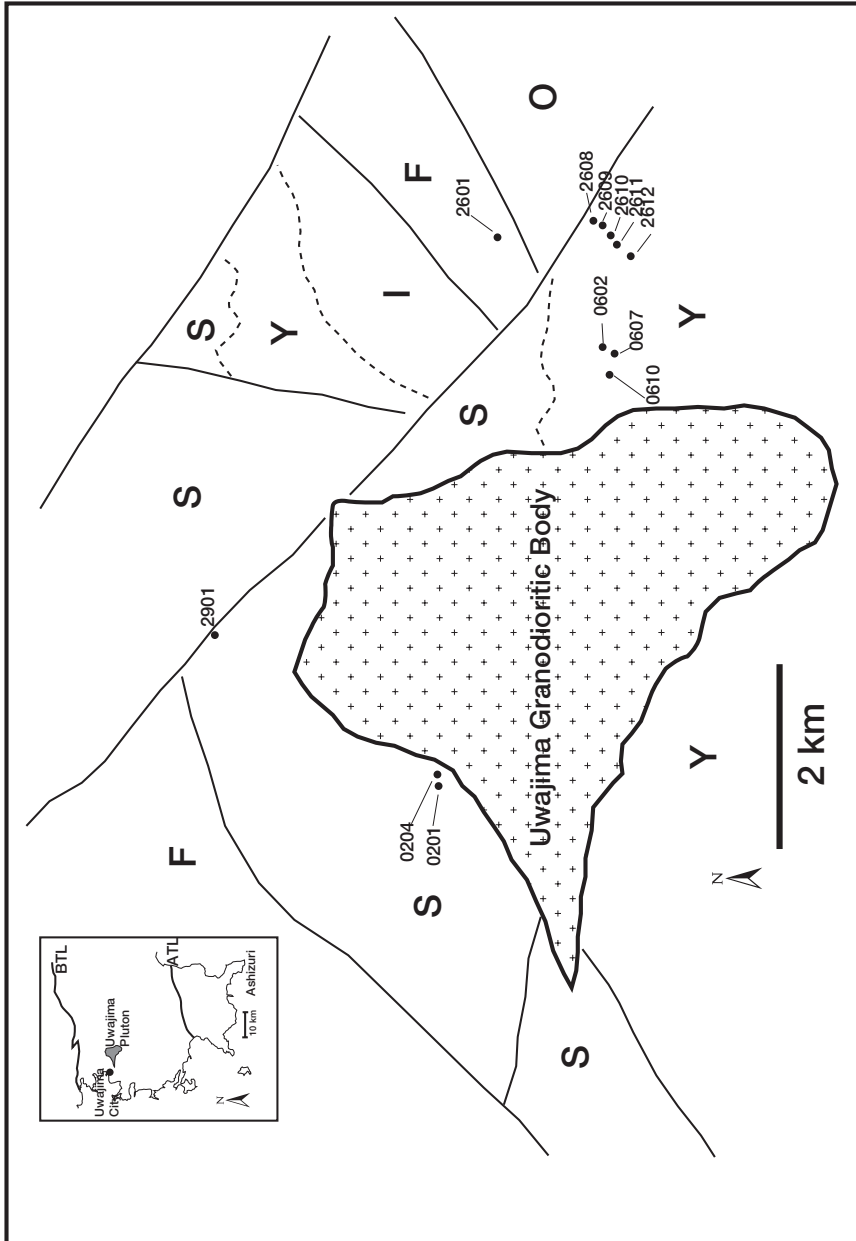 BTL
Uwajima
City
Uwajima
Pluton
ATL
Ashizuri
10 km
N
F
S
S
2901
0204
0201
S
S
Y
I
F
2601
O
S
2608
2609
2610
2611
2612
0602
0607
0610
Y
Uwajima Granodioritic Body
Y
N
2 km
S